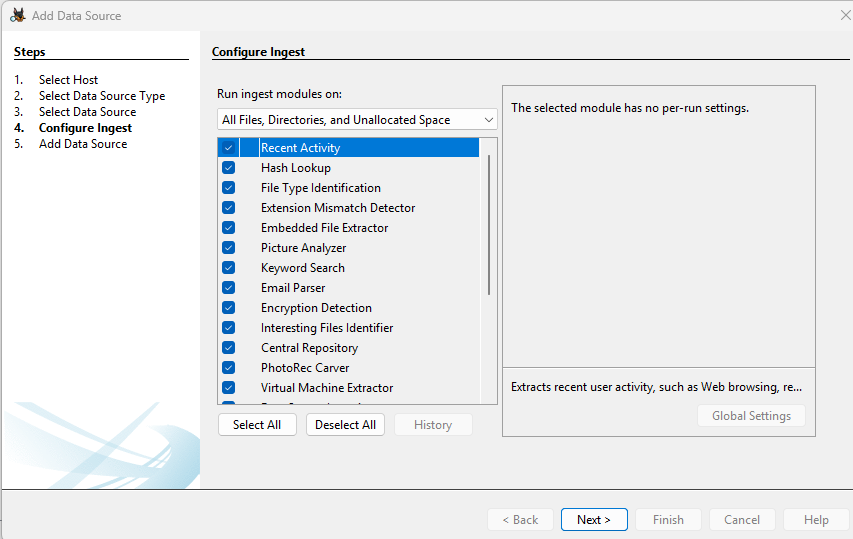 Add Data Source
Steps
1. Select Host
2. Select Data Source Type
3. Select Data Source
4. Configure Ingest
5. Add Data Source
Configure Ingest
Run ingest modules on:
All Files, Directories, and Unallocated Space
Recent Activity
Hash Lookup
File Type Identification
Extension Mismatch Detector
Embedded File Extractor
Picture Analyzer
Keyword Search
Email Parser
Encryption Detection
Interesting Files Identifier
Central Repository
PhotoRec Carver
Virtual Machine Extractor
Select All
Deselect All
History
The selected module has no per-run settings.
Extracts recent user activity, such as Web browsing, re...
Global Settings
< Back
Next >
Finish
Cancel
Help